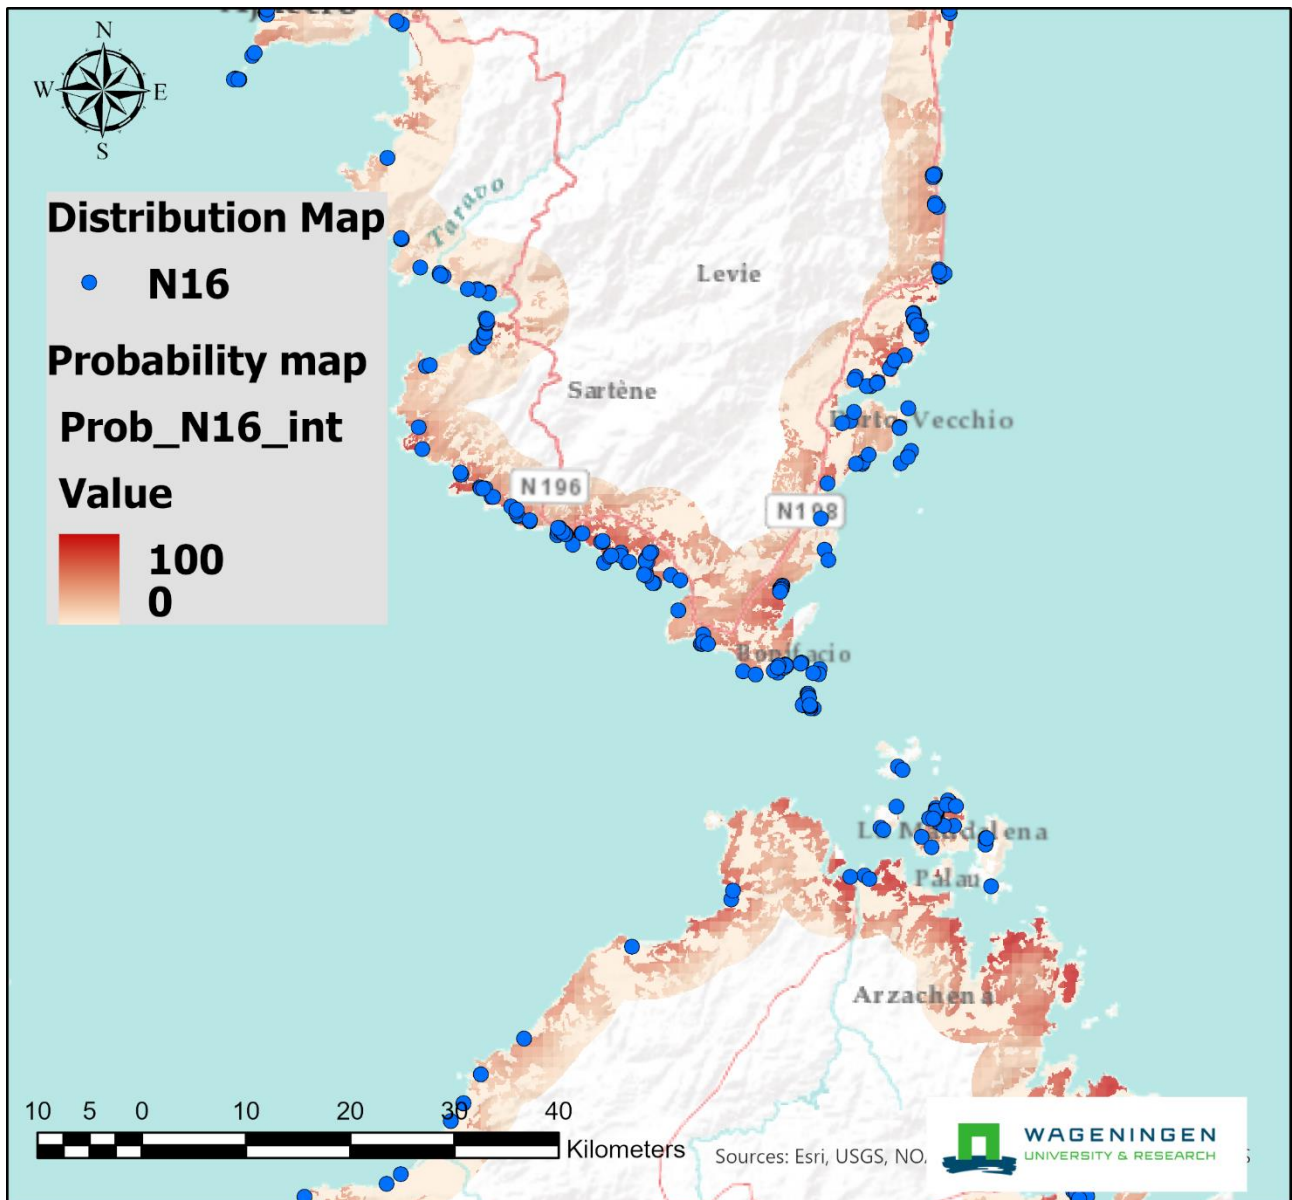 N
W E
S
Taravo
Distribution Map
N16
Probability map
Prob_N16_int
Value
100
0
Levie
Sartène
Porto Vecchio
N196
N198
Bonifacio
La Maddalena
Palau
Arzachena
10 5 0 10 20 30 40
Kilometers
Sources: Esri, USGS,
WAGENINGEN
UNIVERSITY & RESEARCH